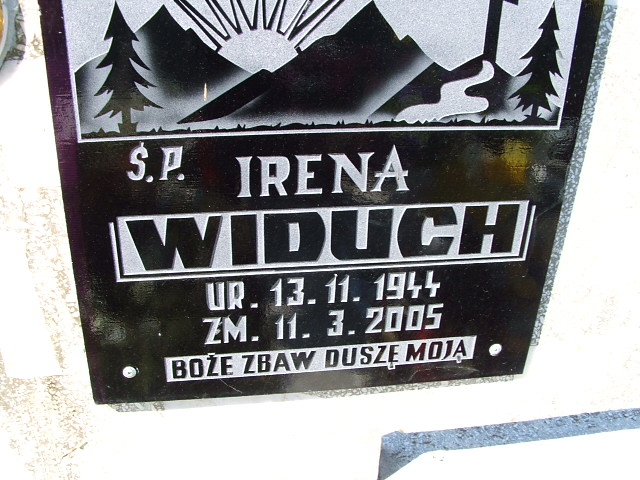 Ś.P. IRENA
WIDUCH
UR. 13. 11. 1944
ZM. 11. 3. 2005
BOŻE ZBAW DUSZĘ MOJĄ